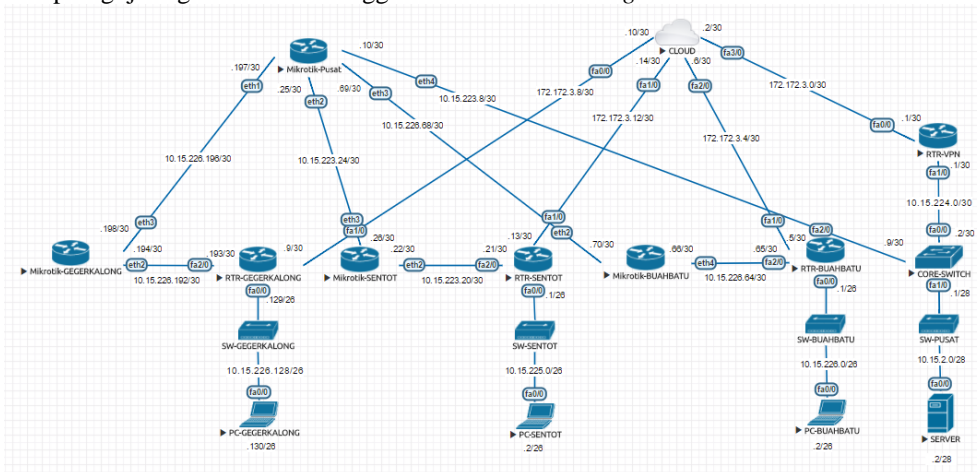 .10/30
.2/30
CLOUD
fa3/0
.10/30
.197/30
Mikrotik-Pusat
fa0/0
.14/30
.6/30
eth1
.25/30
.69/30
eth4
172.172.3.0/30
eth2
eth3
172.172.3.8/30
fa1/0
fa2/0
10.15.223.8/30
172.172.3.12/30
.1/30
10.15.226.68/30
fa0/0
172.172.3.4/30
RTR-VPN
10.15.226.196/30
10.15.223.24/30
fa1/0
.1/30
10.15.224.0/30
.198/30
eth3
eth3
fa1/0
fa1/0
eth2
fa1/0
fa2/0
fa0/0
.26/30
.13/30
.70/30
.5/30
.9/30
.2/30
.194/30
.193/30
.9/30
.22/30
.21/30
.66/30
.65/30
Mikrotik-GEGERKALONG
eth2
fa2/0
RTR-GEGERKALONG
Mikrotik-SENTOT
eth2
fa2/0
RTR-SENTOT
Mikrotik-BUAHBATU
eth4
fa2/0
RTR-BUAHBATU
CORE-SWITCH
10.15.226.192/30
10.15.223.20/30
10.15.226.64/30
fa0/0
.129/26
fa0/0
.1/26
fa0/0
.1/26
fa1/0
.1/28
SW-GEGERKALONG
SW-SENTOT
SW-BUAHBATU
SW-PUSAT
10.15.226.128/26
10.15.225.0/26
10.15.226.0/26
10.15.2.0/28
fa0/0
fa0/0
fa0/0
fa0/0
PC-GEGERKALONG
PC-SENTOT
PC-BUAHBATU
SERVER
.130/26
.2/26
.2/26
.2/28